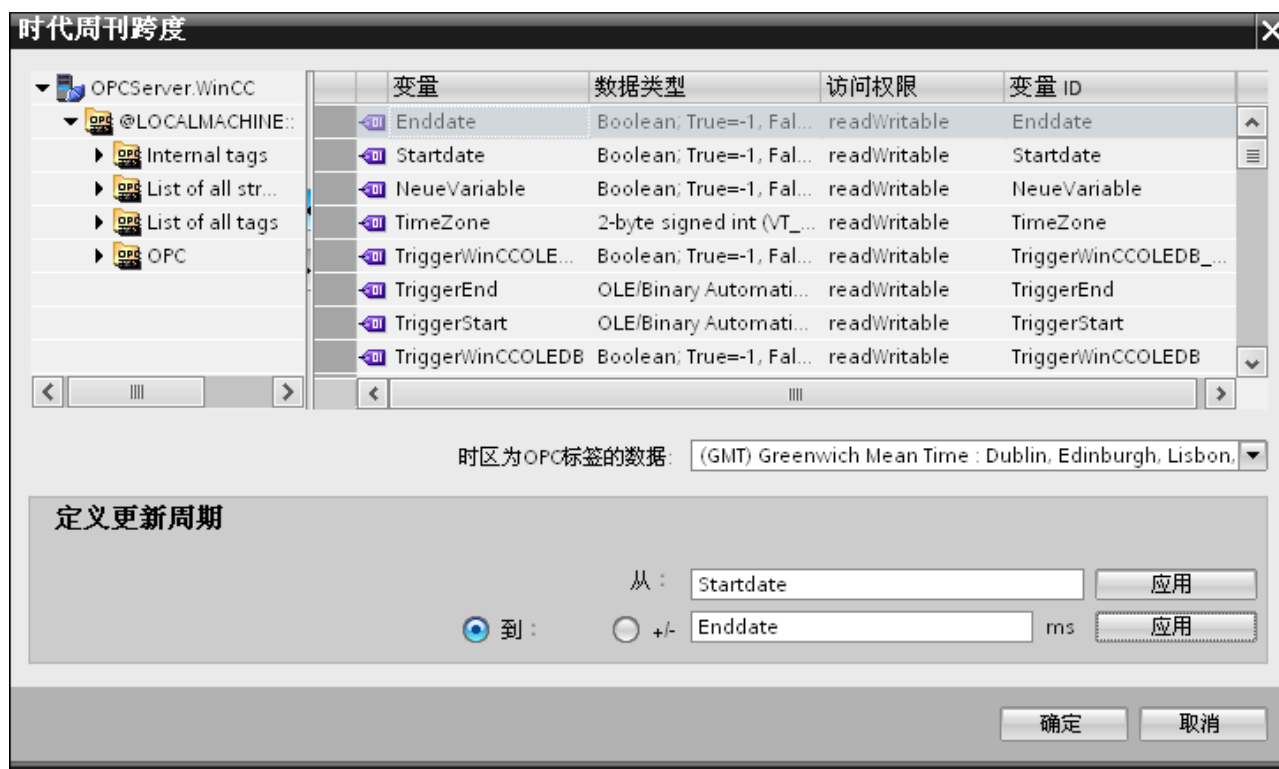 时代周刊跨度
OPCServer.WinCC
@LOCALMACHINE::
Internal tags
List of all str...
List of all tags
OPC
变量 数据类型 访问权限 变量 ID
Enddate Boolean; True=-1, Fal... readWritable Enddate
Startdate Boolean; True=-1, Fal... readWritable Startdate
NeueVariable Boolean; True=-1, Fal... readWritable NeueVariable
TimeZone 2-byte signed int (VT_... readWritable TimeZone
TriggerWinCCOLE... Boolean; True=-1, Fal... readWritable TriggerWinCCOLEDB_...
TriggerEnd OLE/Binary Automati... readWritable TriggerEnd
TriggerStart OLE/Binary Automati... readWritable TriggerStart
TriggerWinCCOLEDB Boolean; True=-1, Fal... readWritable TriggerWinCCOLEDB
时区为OPC标签的数据: (GMT) Greenwich Mean Time : Dublin, Edinburgh, Lisbon,
定义更新周期
从 : Startdate 应用
到 : +/- Enddate ms 应用
确定 取消